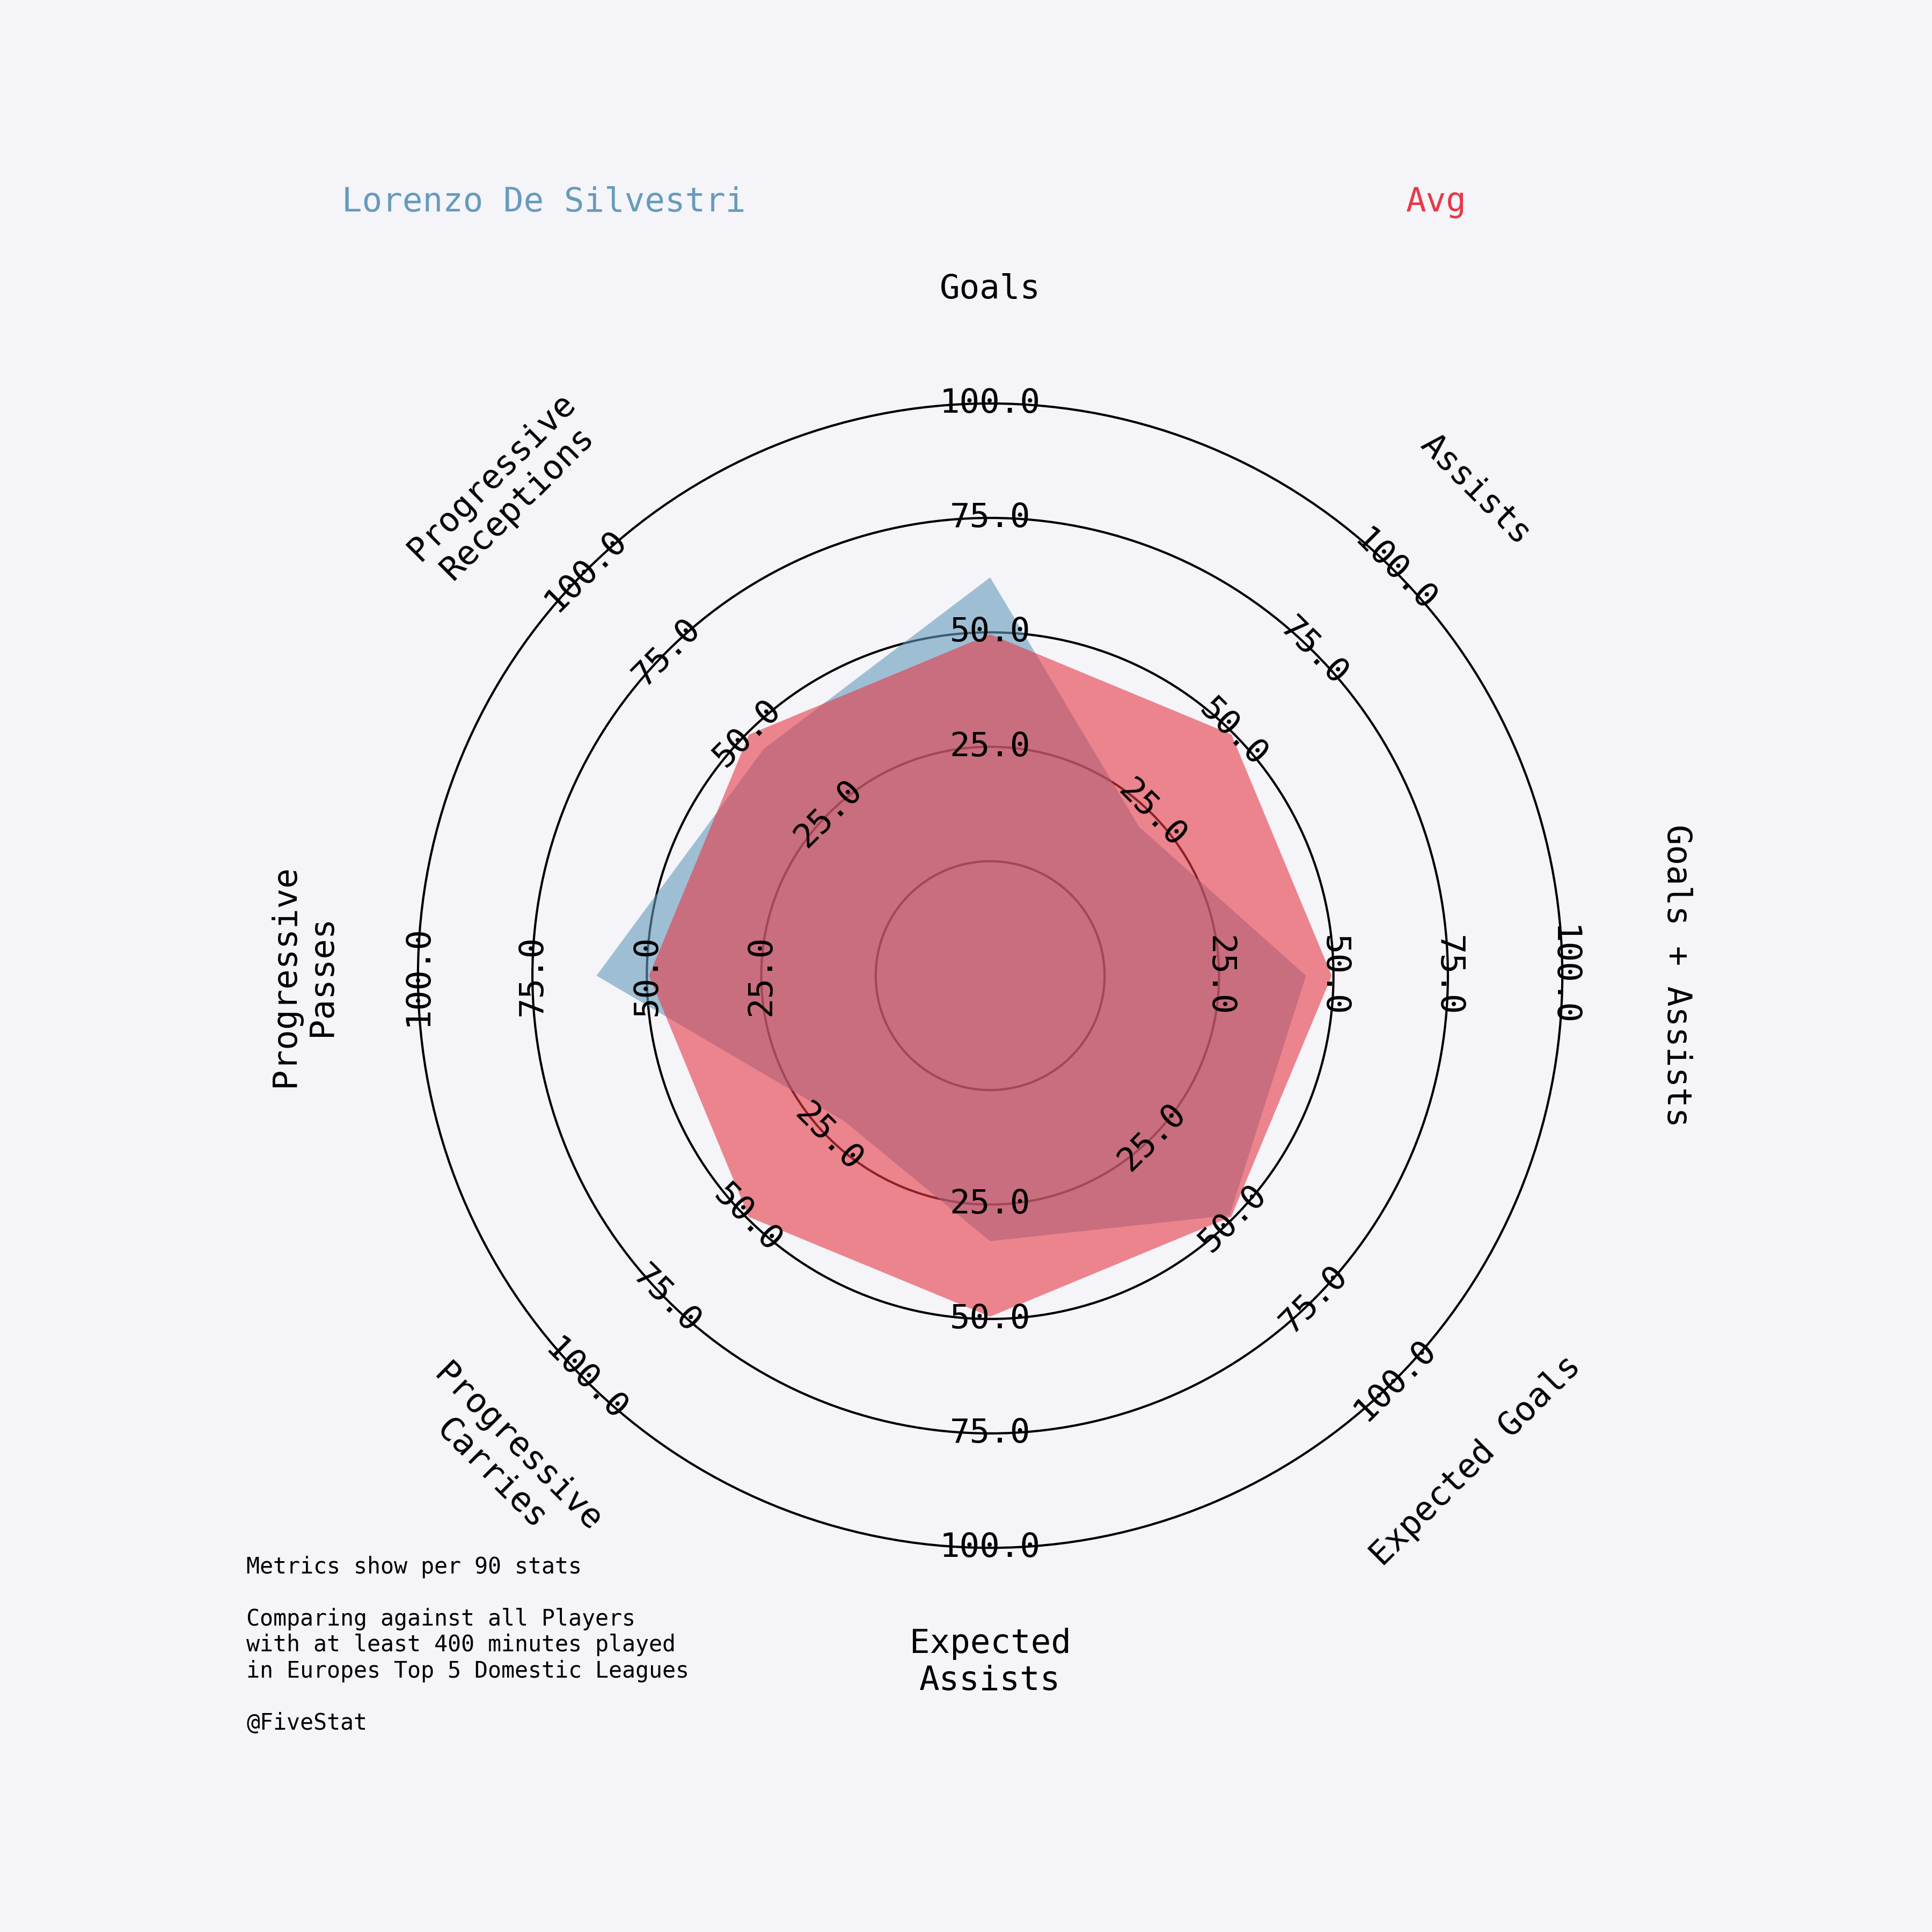 Lorenzo De Silvestri
Avg
Goals
Assists
Goals + Assists
Expected Goals
Expected
Assists
Progressive
Carries
Progressive
Passes
Progressive
Receptions
25.0
50.0
75.0
100.0
25.0
50.0
75.0
100.0
25.0
50.0
75.0
100.0
25.0
50.0
75.0
100.0
25.0
50.0
75.0
100.0
25.0
50.0
75.0
100.0
25.0
50.0
75.0
100.0
25.0
50.0
75.0
100.0
Metrics show per 90 stats
Comparing against all Players
with at least 400 minutes played
in Europes Top 5 Domestic Leagues
@FiveStat